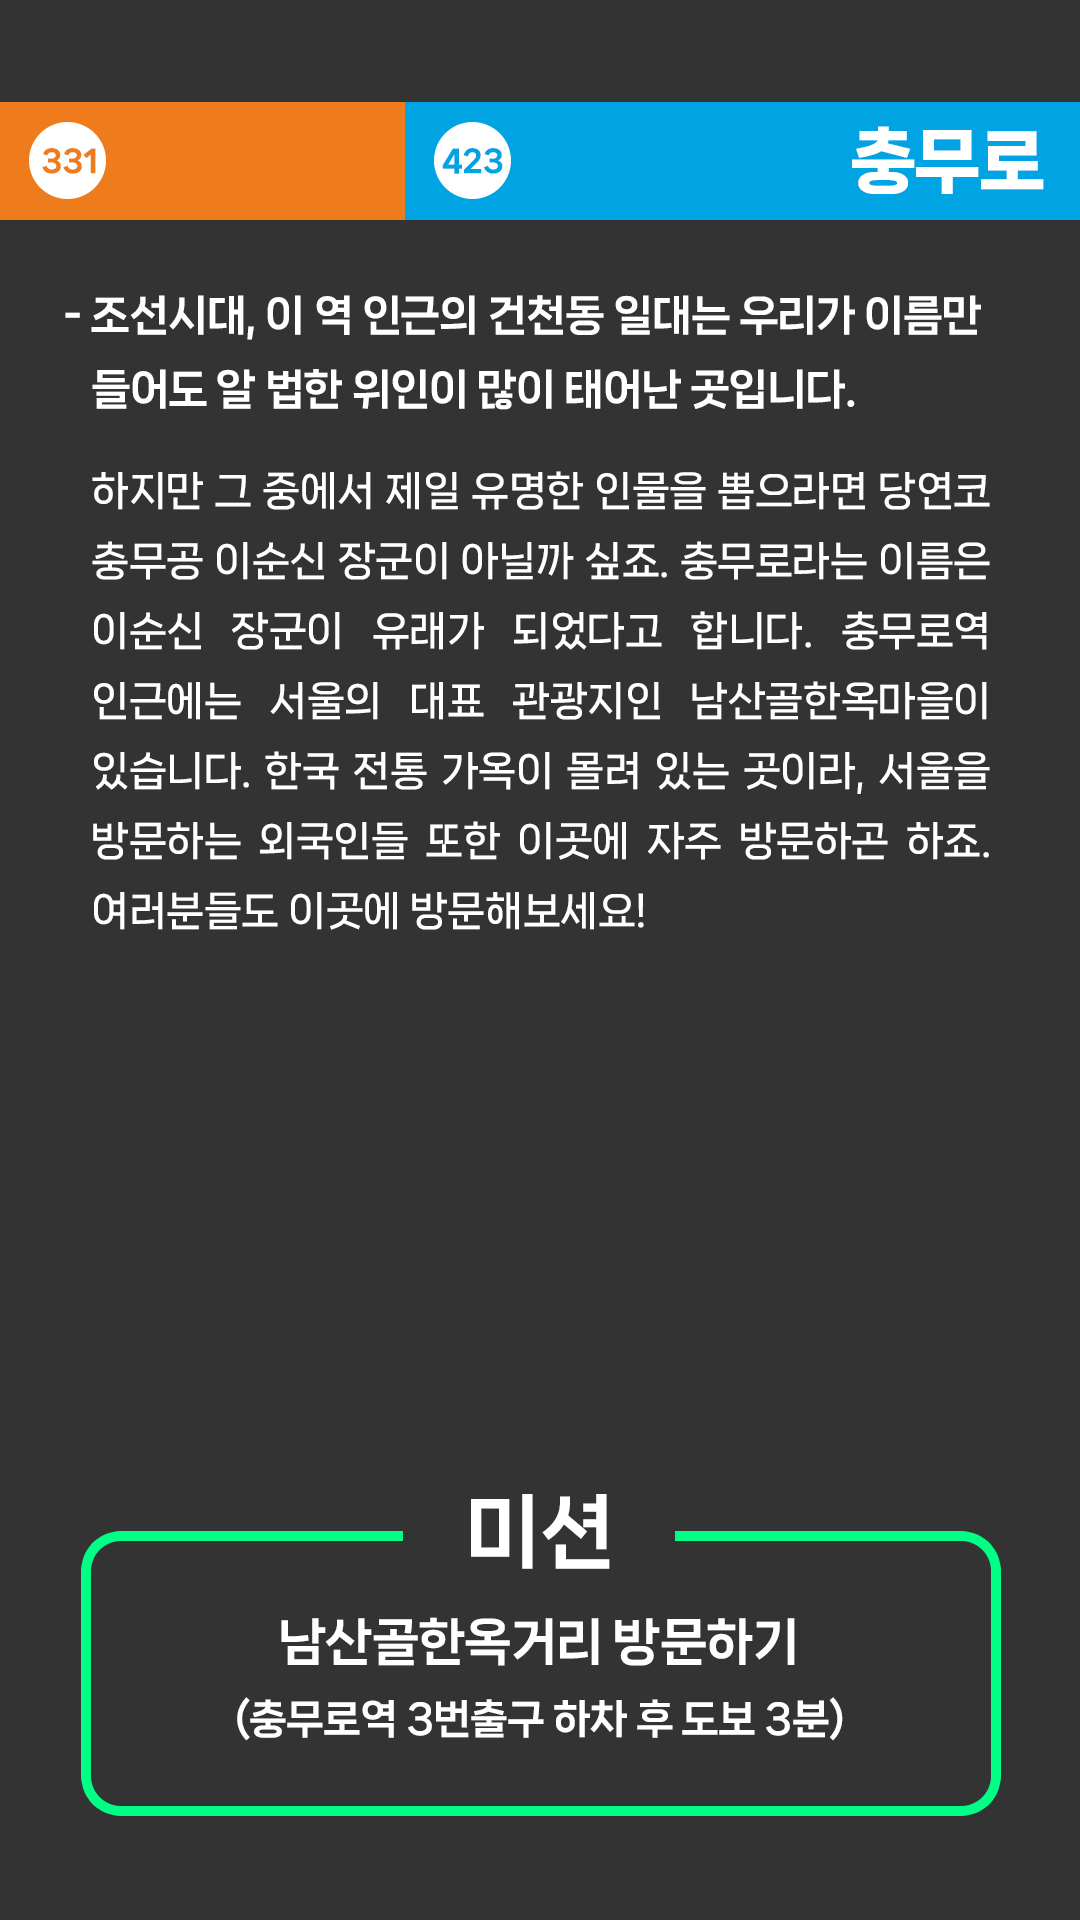 331
423
충무로
- 조선시대, 이 역 인근의 건천동 일대는 우리가 이름만
들어도 알 법한 위인이 많이 태어난 곳입니다.
하지만 그 중에서 제일 유명한 인물을 뽑으라면 당연코
충무공 이순신 장군이 아닐까 싶죠. 충무로라는 이름은
이순신 장군이 유래가 되었다고 합니다. 충무로역
인근에는 서울의 대표 관광지인 남산골한옥마을이
있습니다. 한국 전통 가옥이 몰려 있는 곳이라, 서울을
방문하는 외국인들 또한 이곳에 자주 방문하곤 하죠.
여러분들도 이곳에 방문해보세요!
미션
남산골한옥거리 방문하기
(충무로역 3번출구 하차 후 도보 3분)